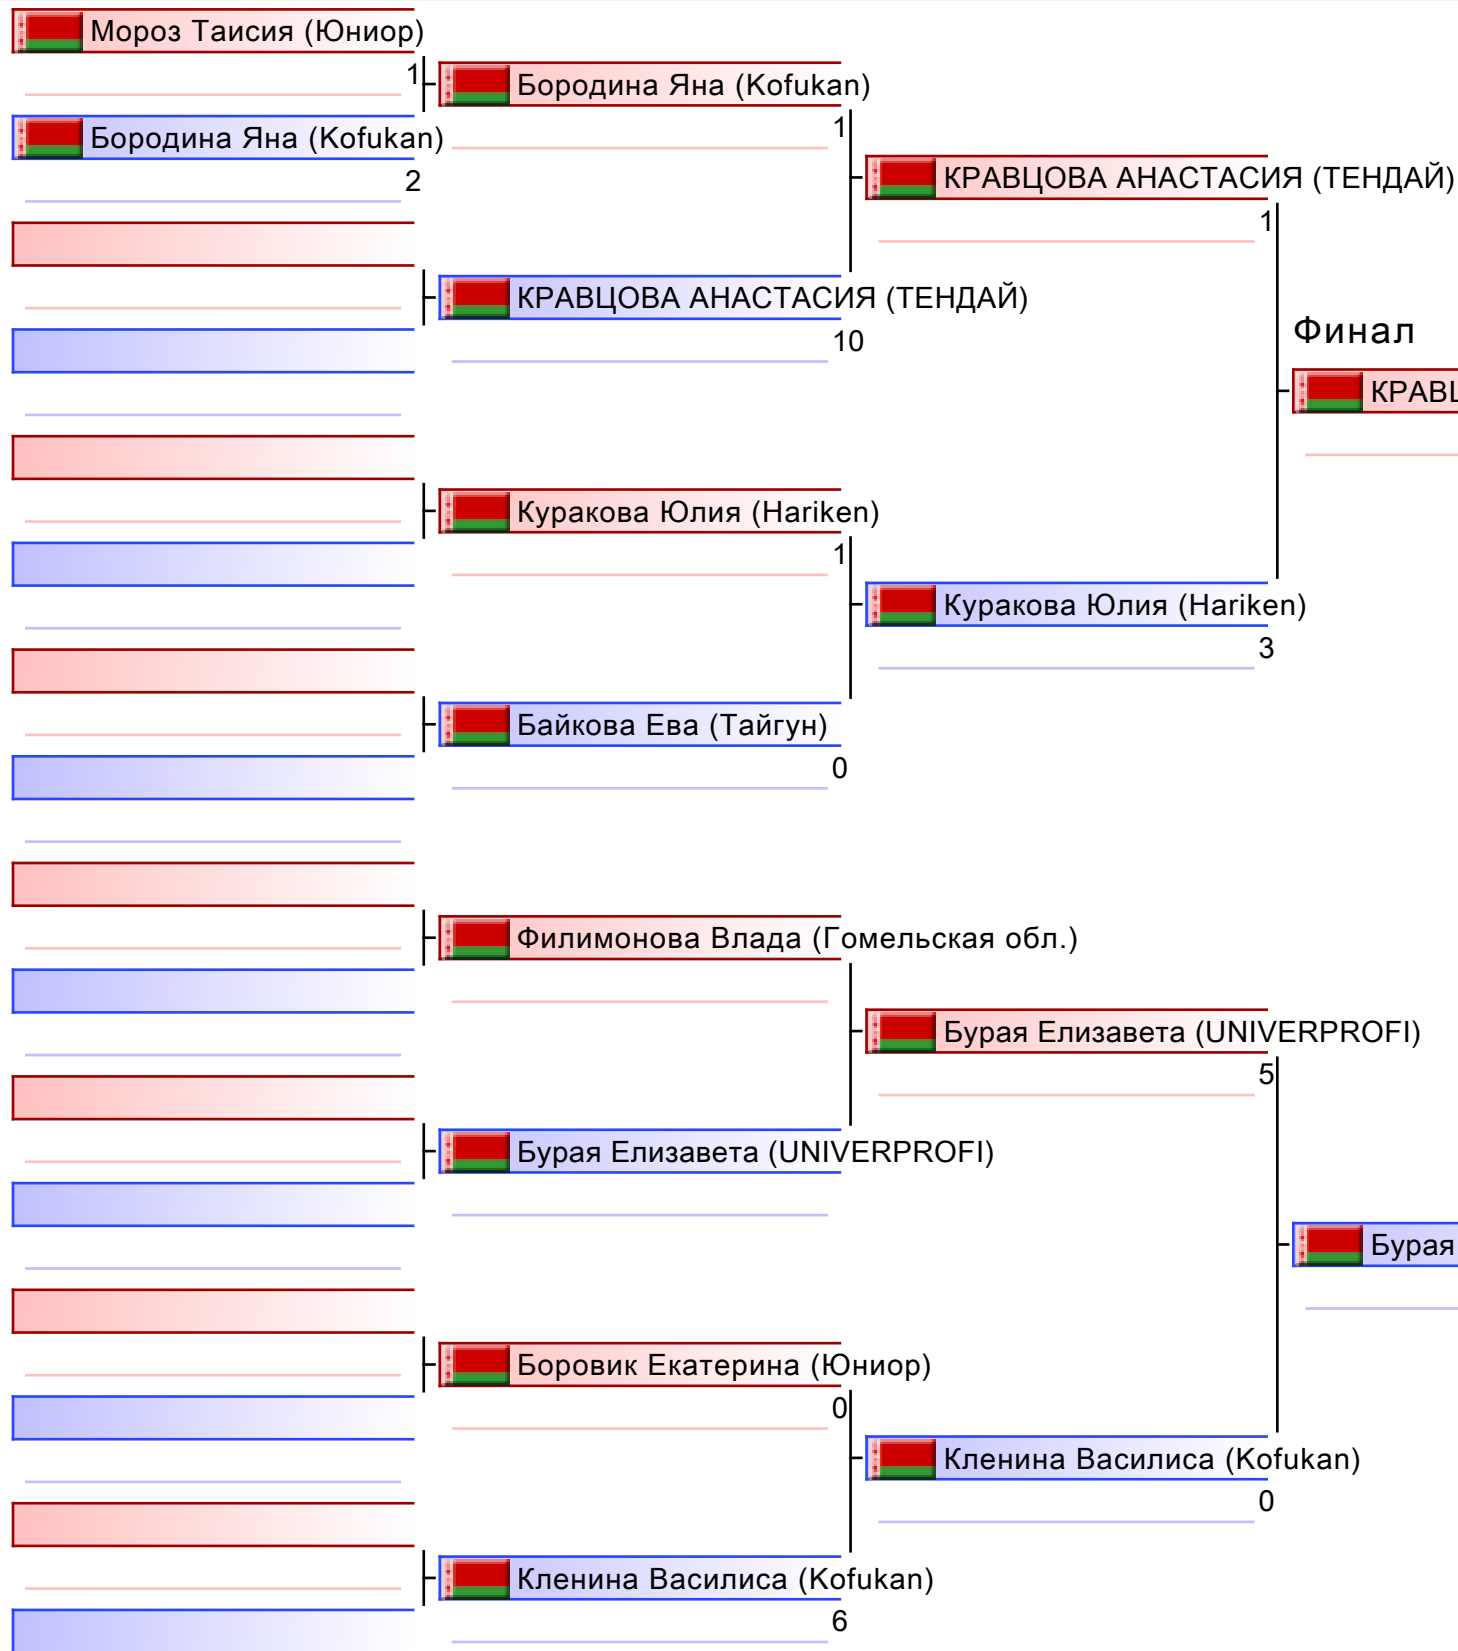 Мороз Таисия (Юниор)
1
Бородина Яна (Kofukan)
2
Бородина Яна (Kofukan)
1
КРАВЦОВА АНАСТАСИЯ (ТЕНДАЙ)
10
Куракова Юлия (Hariken)
1
Байкова Ева (Тайгун)
0
Филимонова Влада (Гомельская обл.)
Бурая Елизавета (UNIVERPROFI)
Боровик Екатерина (Юниор)
0
Кленина Василиса (Kofukan)
6
КРАВЦОВА АНАСТАСИЯ (ТЕНДАЙ)
1
Куракова Юлия (Hariken)
3
Бурая Елизавета (UNIVERPROFI)
5
Кленина Василиса (Kofukan)
0
Финал
Бурая